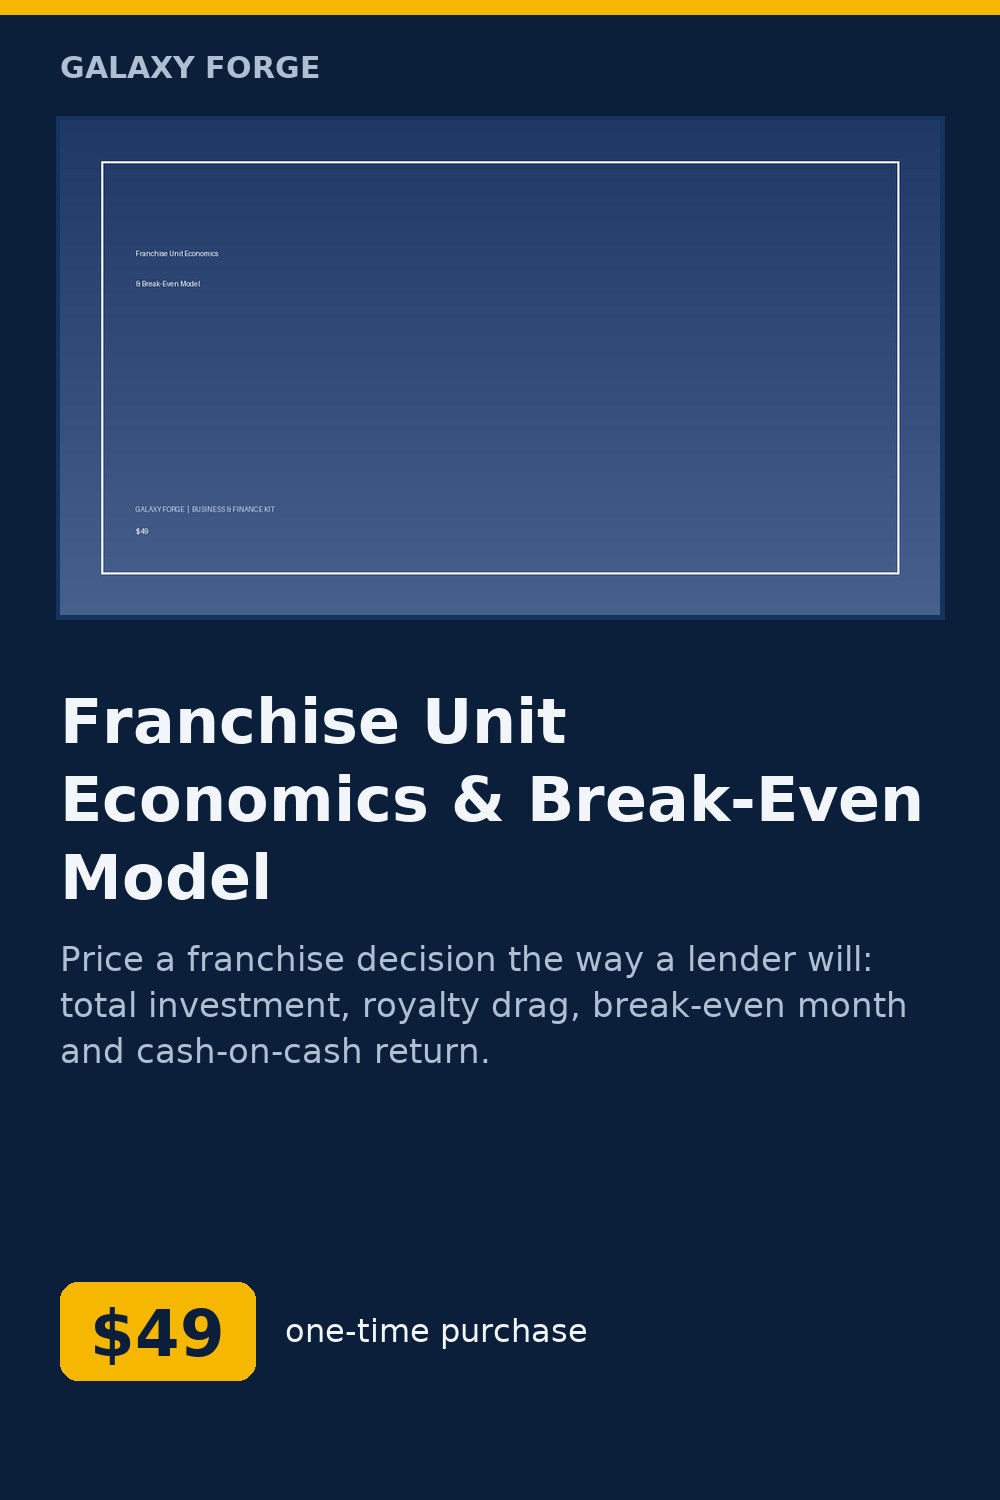 GALAXY FORGE
Franchise Unit Economics
& Break-Even Model
GALAXY FORGE | BUSINESS & FINANCE KIT
$49
Franchise Unit
Economics & Break-Even
Model
Price a franchise decision the way a lender will:
total investment, royalty drag, break-even month
and cash-on-cash return.
$49 one-time purchase